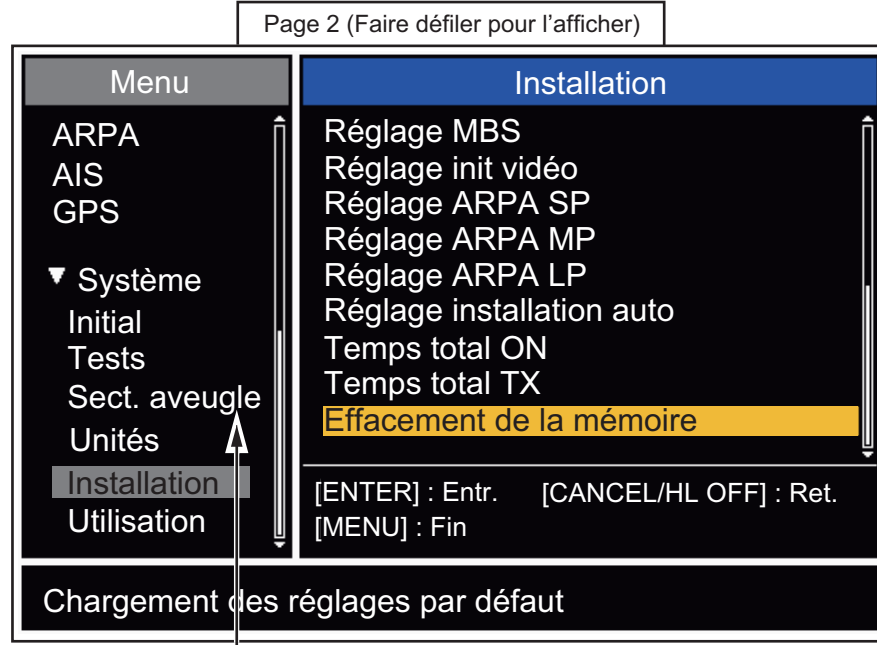 Page 2 (Faire défiler pour l'afficher)
Menu
ARPA
AIS
GPS
▼ Système
Initial
Tests
Sect. aveugle
Unités
Installation
Utilisation
Installation
Réglage MBS
Réglage init vidéo
Réglage ARPA SP
Réglage ARPA MP
Réglage ARPA LP
Réglage installation auto
Temps total ON
Temps total TX
Effacement de la mémoire
[ENTER] : Entr. [CANCEL/HL OFF] : Ret.
[MENU] : Fin
Chargement des réglages par défaut